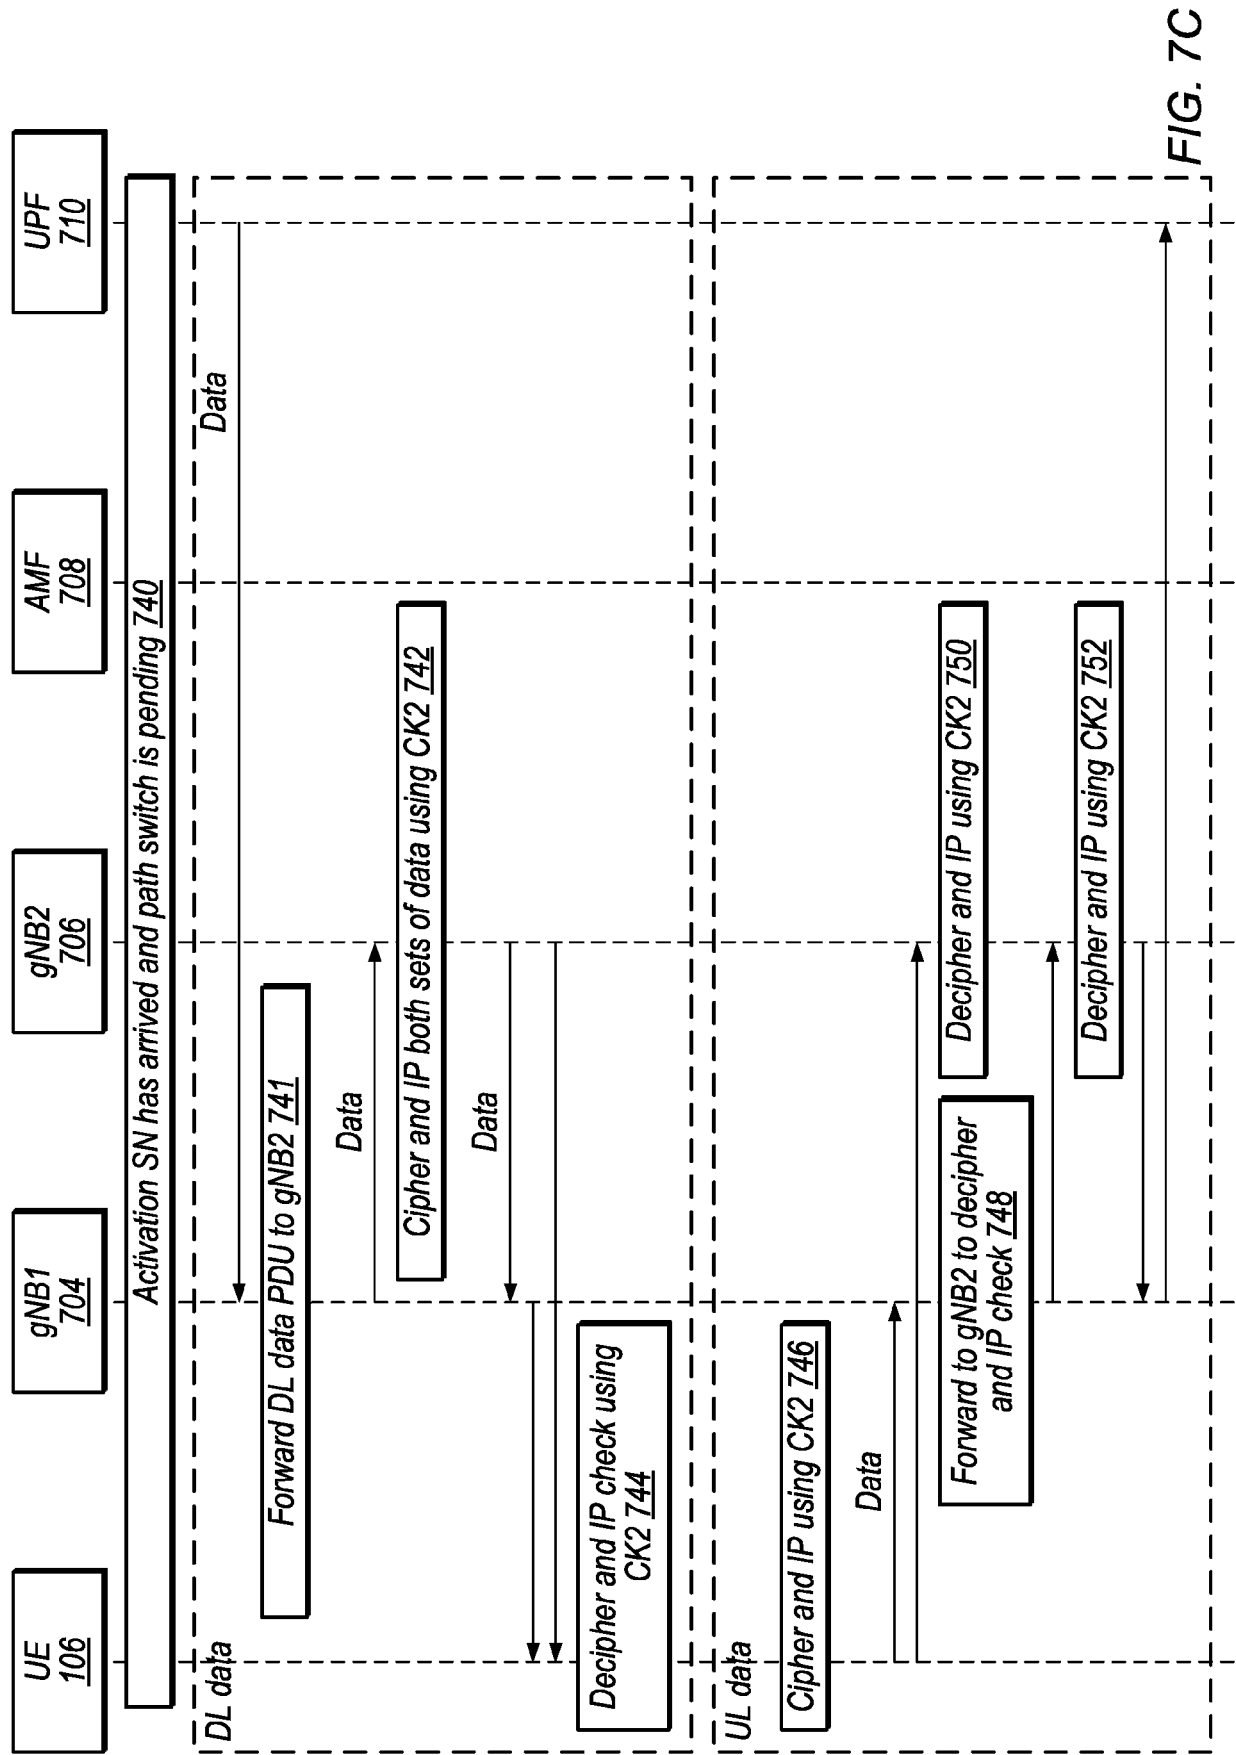 UE
106
gNB1
704
gNB2
706
AMF
708
UPF
710
Activation SN has arrived and path switch is pending 740
DL data
Data
Forward DL data PDU to gNB2 741
Data
Cipher and IP both sets of data using CK2 742
Data
Decipher and IP check using
CK2 744
UL data
Cipher and IP using CK2 746
Data
Forward to gNB2 to decipher
and IP check 748
Decipher and IP using CK2 750
Decipher and IP using CK2 752
FIG. 7C